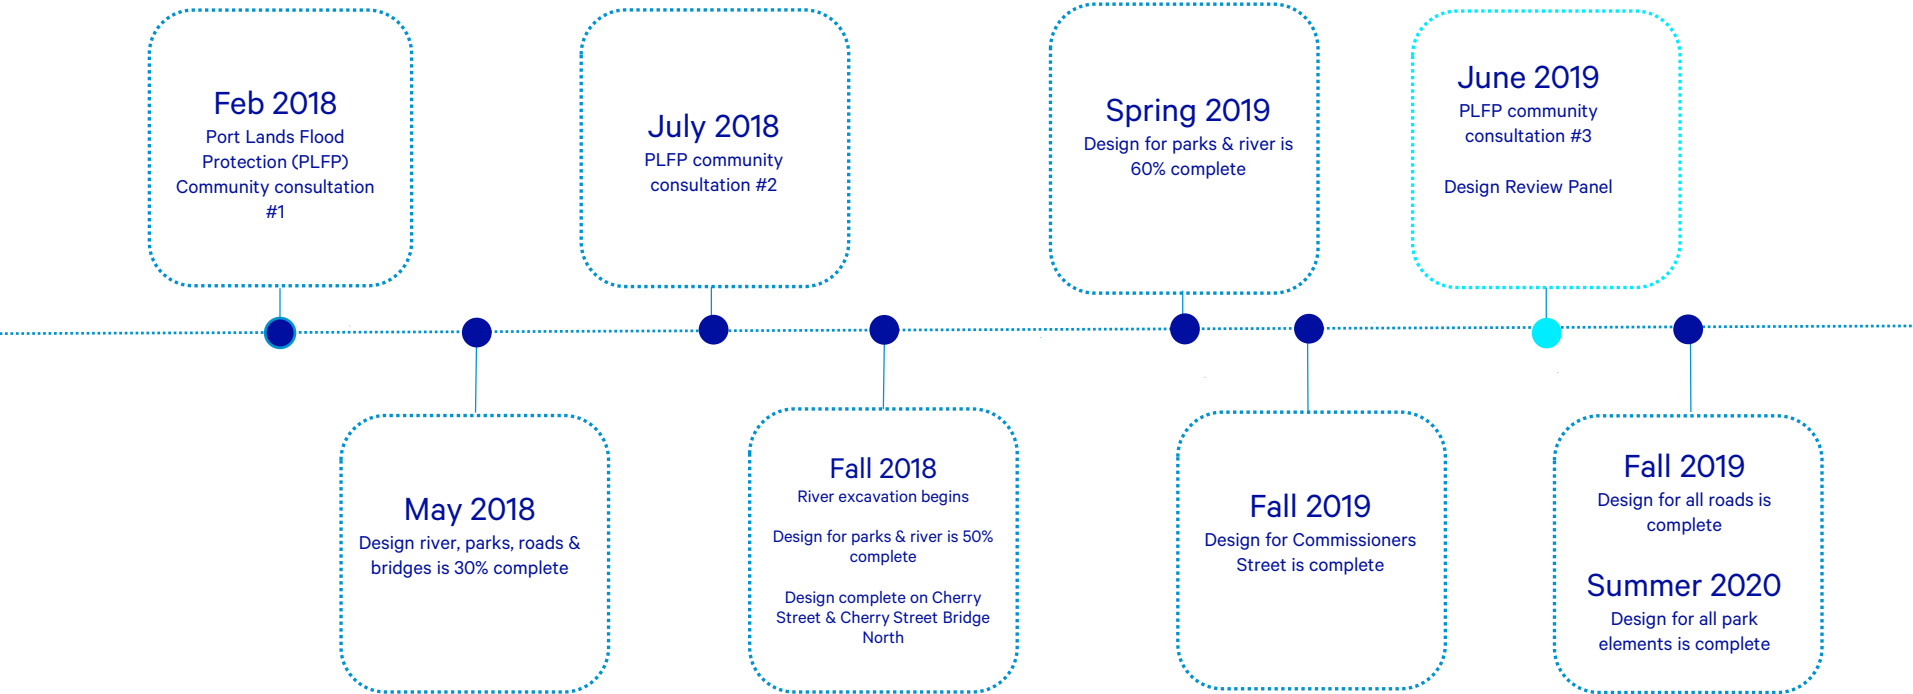 Feb 2018
Port Lands Flood
Protection (PLFP)
Community consultation
#1
May 2018
Design river, parks, roads &
bridges is 30% complete
July 2018
PLFP community
consultation #2
Fall 2018
River excavation begins
Design for parks & river is 50%
complete
Design complete on Cherry
Street & Cherry Street Bridge
North
Spring 2019
Design for parks & river is
60% complete
Fall 2019
Design for Commissioners
Street is complete
June 2019
PLFP community
consultation #3
Design Review Panel
Fall 2019
Design for all roads is
complete
Summer 2020
Design for all park
elements is complete